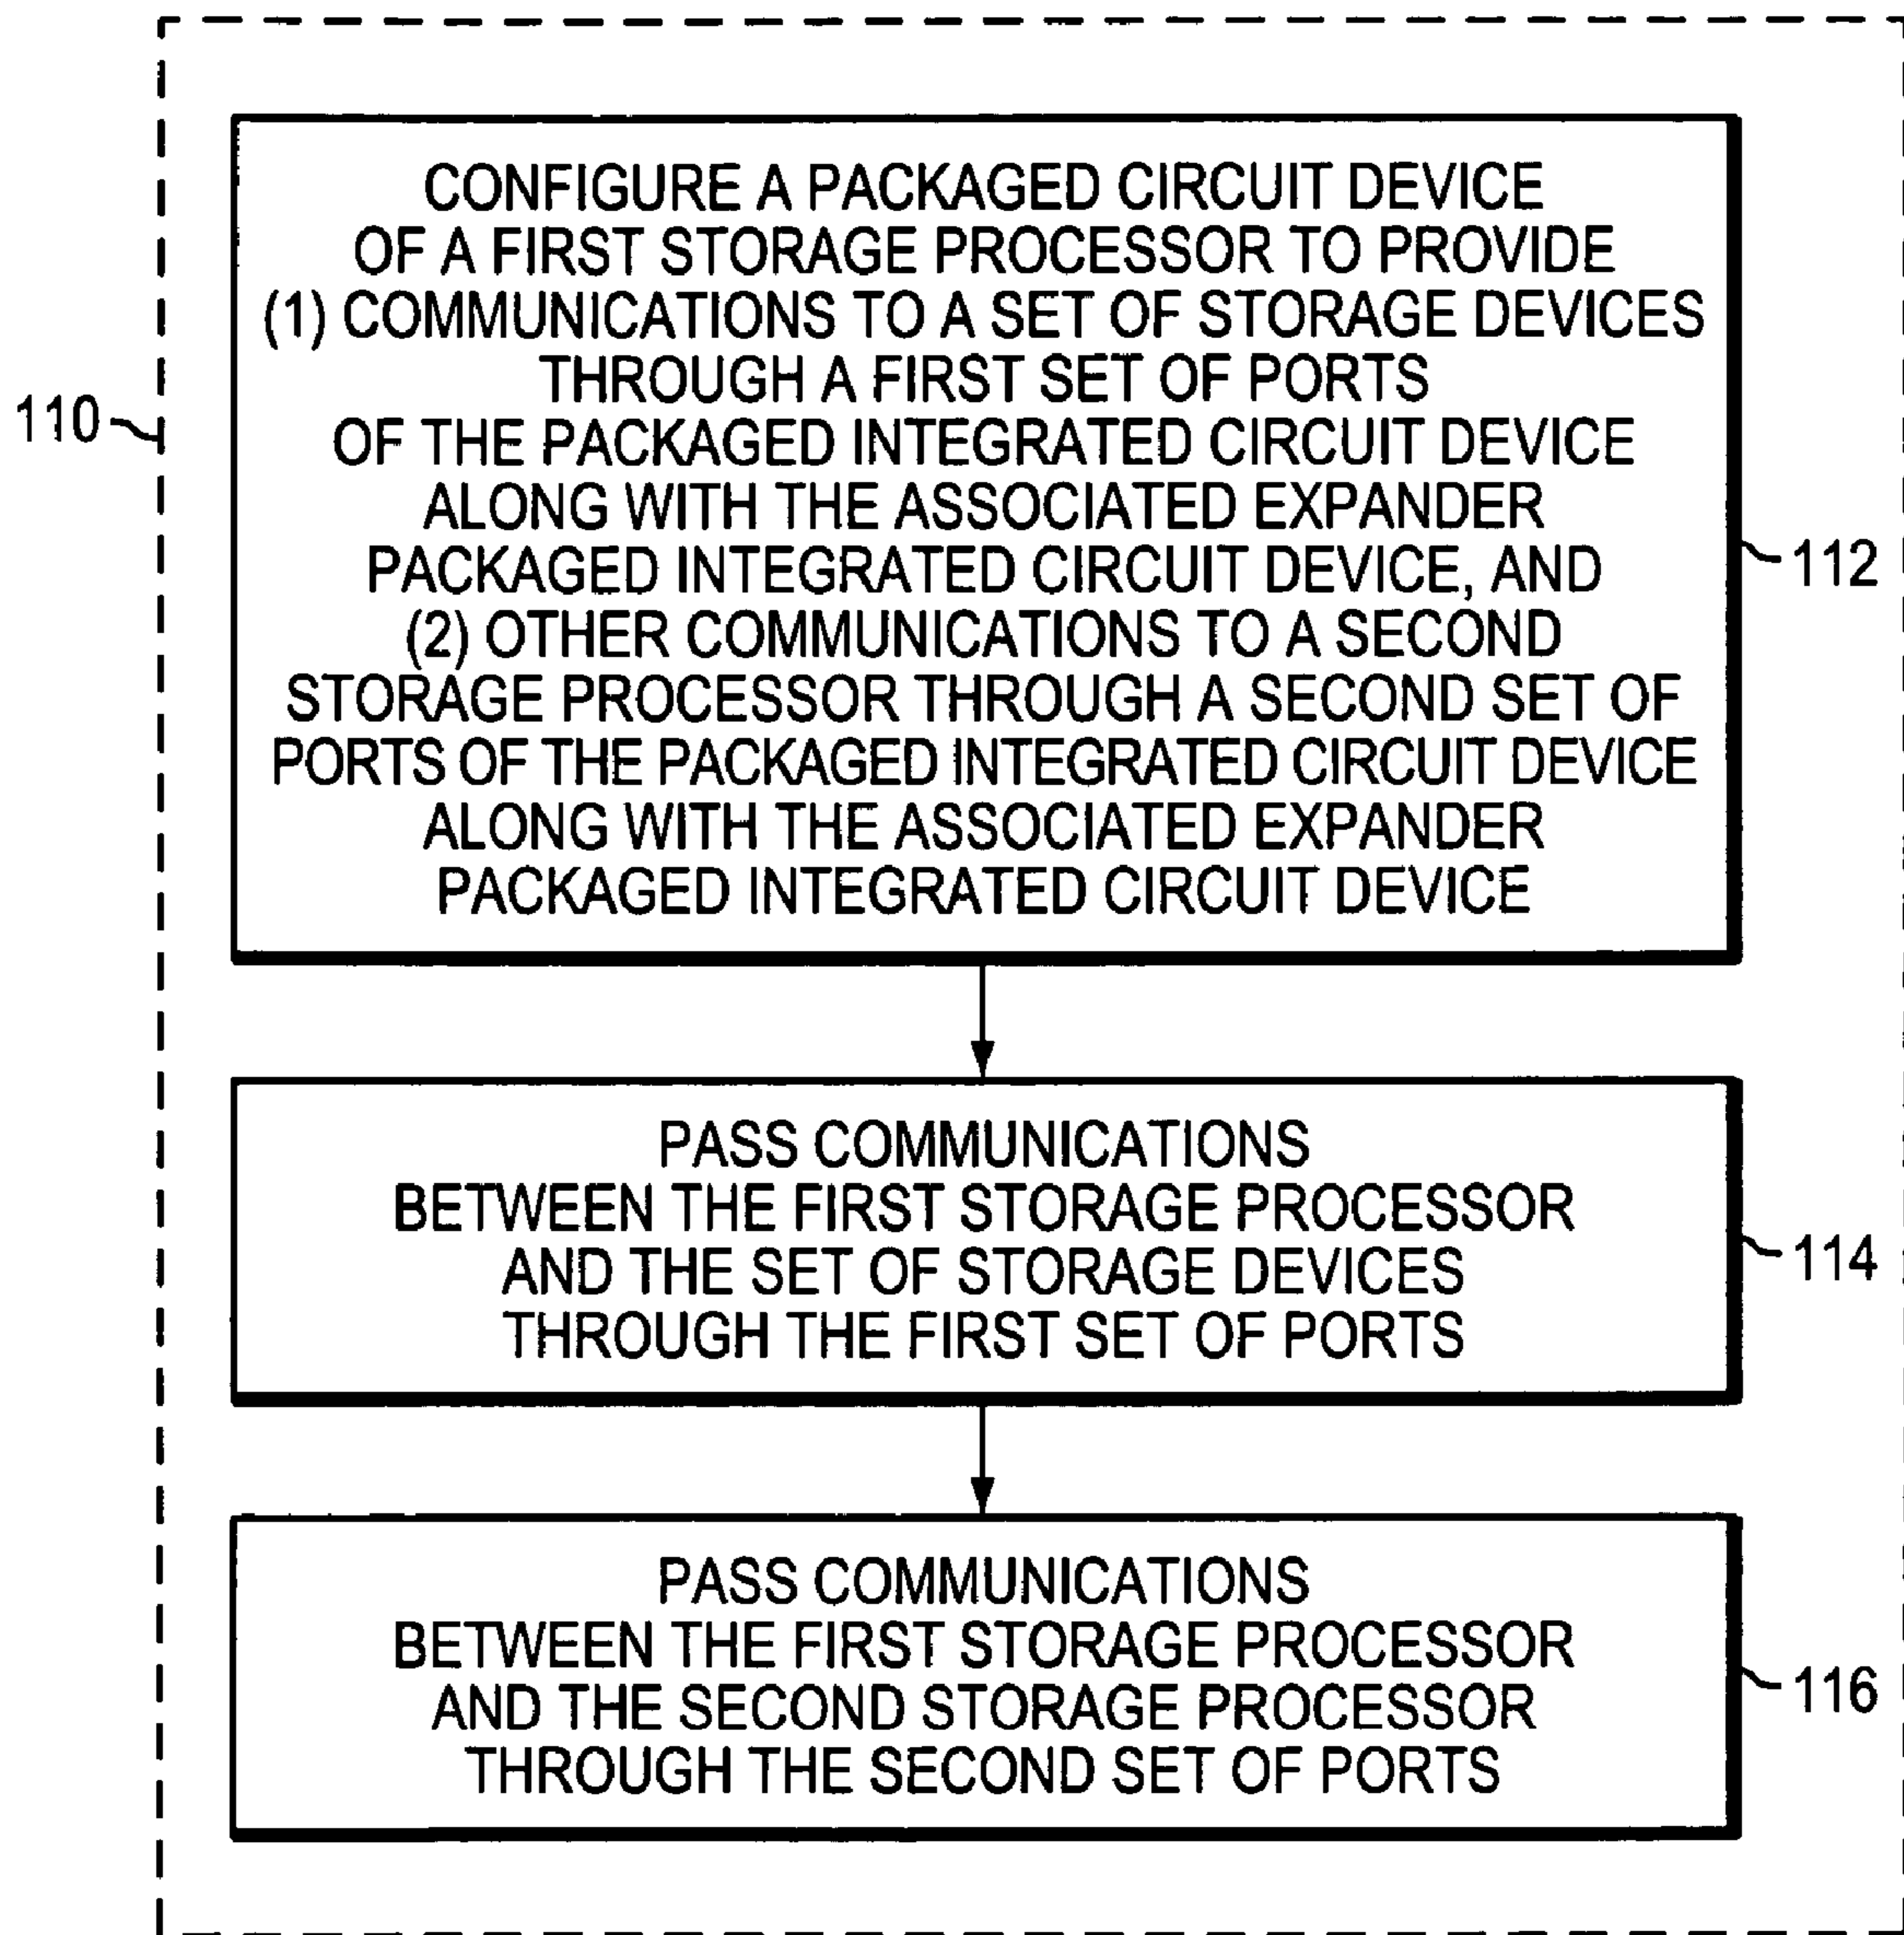 CONFIGURE A PACKAGED CIRCUIT DEVICE
OF A FIRST STORAGE PROCESSOR TO PROVIDE
(1) COMMUNICATIONS TO A SET OF STORAGE DEVICES
THROUGH A FIRST SET OF PORTS
OF THE PACKAGED INTEGRATED CIRCUIT DEVICE
ALONG WITH THE ASSOCIATED EXPANDER
PACKAGED INTEGRATED CIRCUIT DEVICE, AND
(2) OTHER COMMUNICATIONS TO A SECOND
STORAGE PROCESSOR THROUGH A SECOND SET OF
PORTS OF THE PACKAGED INTEGRATED CIRCUIT DEVICE
ALONG WITH THE ASSOCIATED EXPANDER
PACKAGED INTEGRATED CIRCUIT DEVICE
110
112
PASS COMMUNICATIONS
BETWEEN THE FIRST STORAGE PROCESSOR
AND THE SET OF STORAGE DEVICES
THROUGH THE FIRST SET OF PORTS
114
PASS COMMUNICATIONS
BETWEEN THE FIRST STORAGE PROCESSOR
AND THE SECOND STORAGE PROCESSOR
THROUGH THE SECOND SET OF PORTS
116